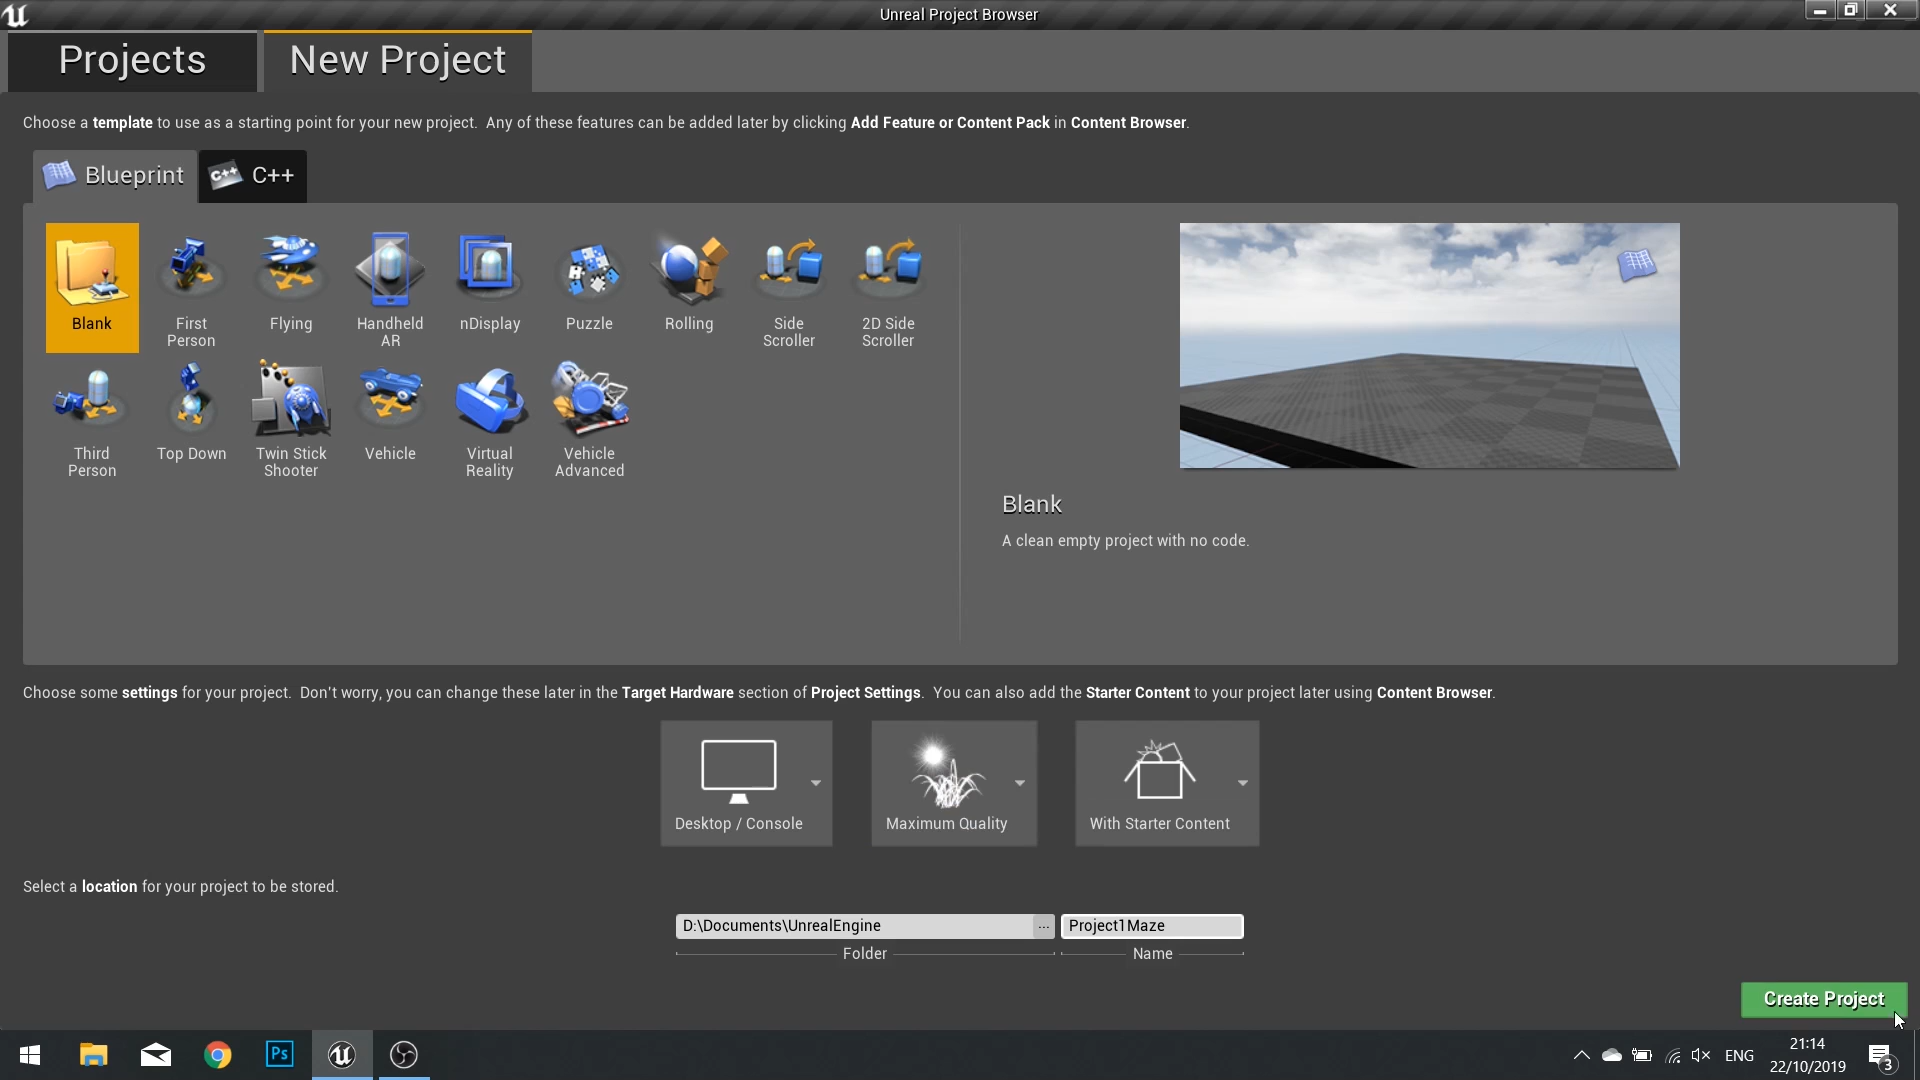 Unreal Project Browser
Projects
New Project
Choose a template to use as a starting point for your new project. Any of these features can be added later by clicking Add Feature or Content Pack in Content Browser.
Blueprint
C++
C++
Blank
First
Person
Flying
Handheld
AR
nDisplay
Puzzle
Rolling
Side
Scroller
2D Side
Scroller
Third
Person
Top Down
Twin Stick
Shooter
Vehicle
Virtual
Reality
Vehicle
Advanced
Blank
A clean empty project with no code.
Choose some settings for your project. Don't worry, you can change these later in the Target Hardware section of Project Settings. You can also add the Starter Content to your project later using Content Browser.
Desktop / Console
Maximum Quality
With Starter Content
Select a location for your project to be stored.
D:\Documents\UnrealEngine
...
Project1Maze
Folder
Name
Create Project
Ps
ENG
21:14
22/10/2019
3